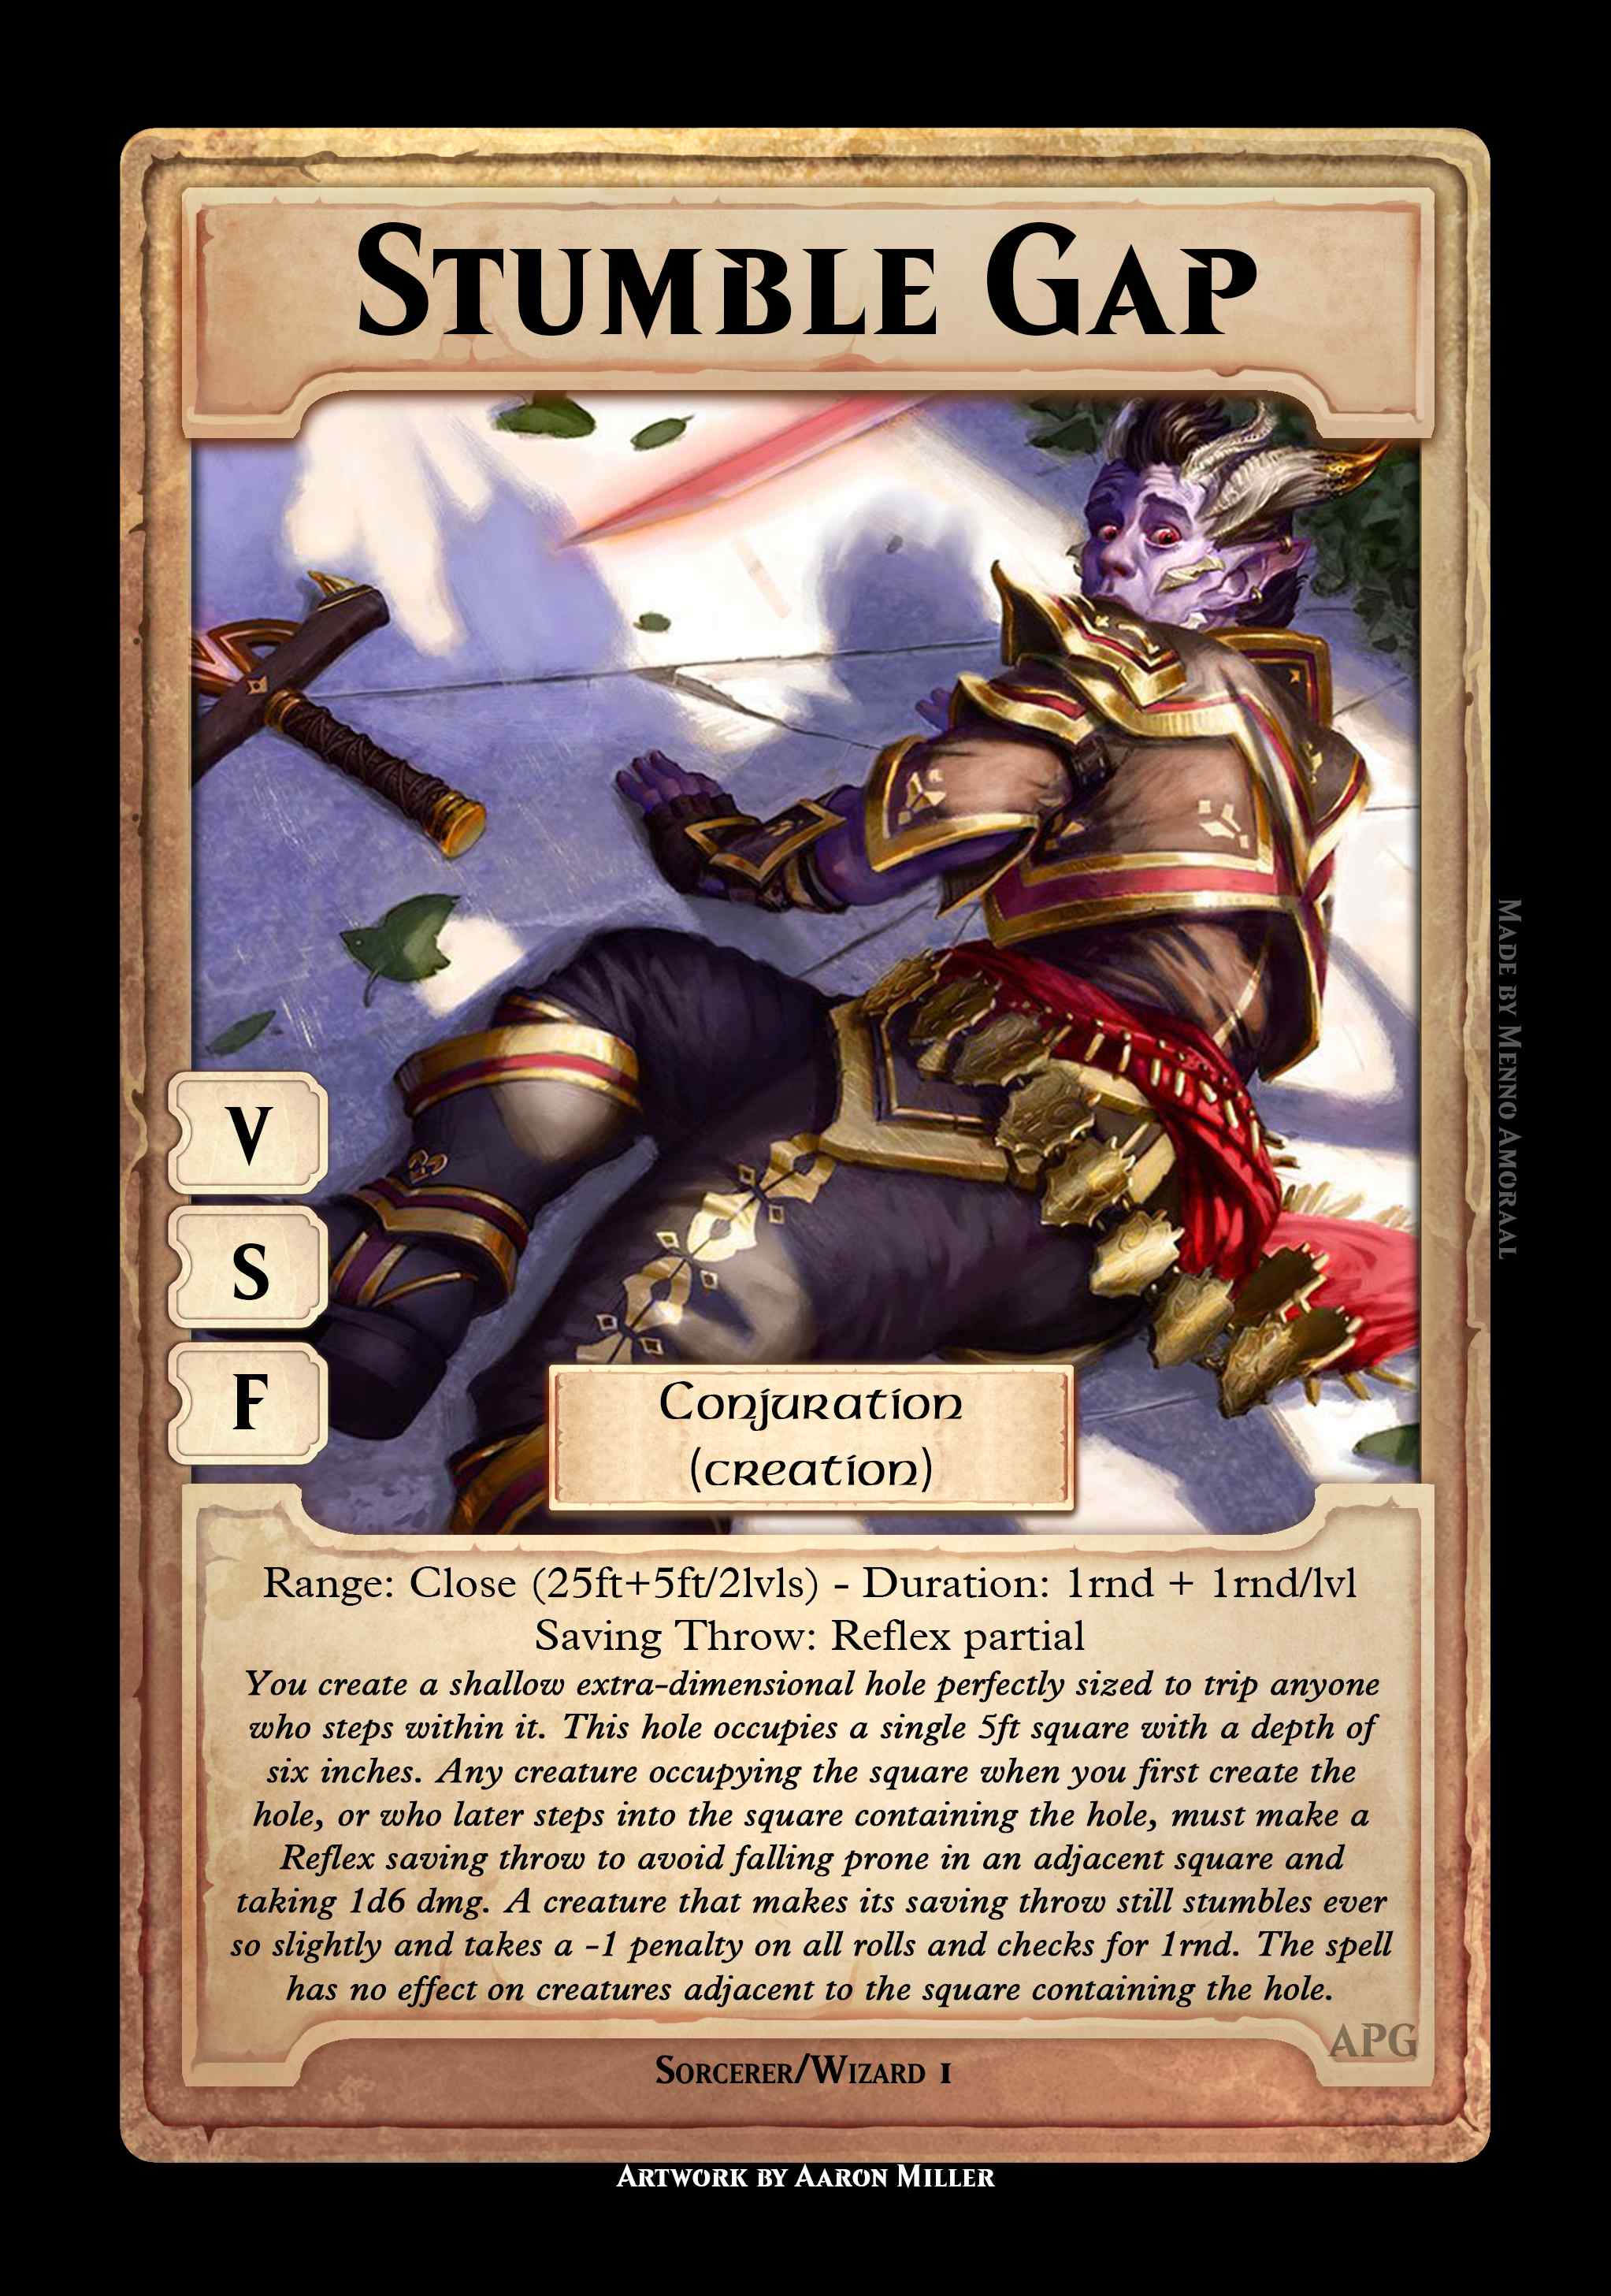 Stumble Gap
V
S
F
Conjuration
(creation)
Range: Close (25ft+5ft/2lvls) - Duration: 1rnd + 1rnd/lvl
Saving Throw: Reflex partial
You create a shallow extra-dimensional hole perfectly sized to trip anyone
who steps within it. This hole occupies a single 5ft square with a depth of
six inches. Any creature occupying the square when you first create the
hole, or who later steps into the square containing the hole, must make a
Reflex saving throw to avoid falling prone in an adjacent square and
taking 1d6 dmg. A creature that makes its saving throw still stumbles ever
so slightly and takes a -1 penalty on all rolls and checks for 1rnd. The spell
has no effect on creatures adjacent to the square containing the hole.
APG
Sorcerer/Wizard 1
Artwork by Aaron Miller
Made by Menno Amoraal